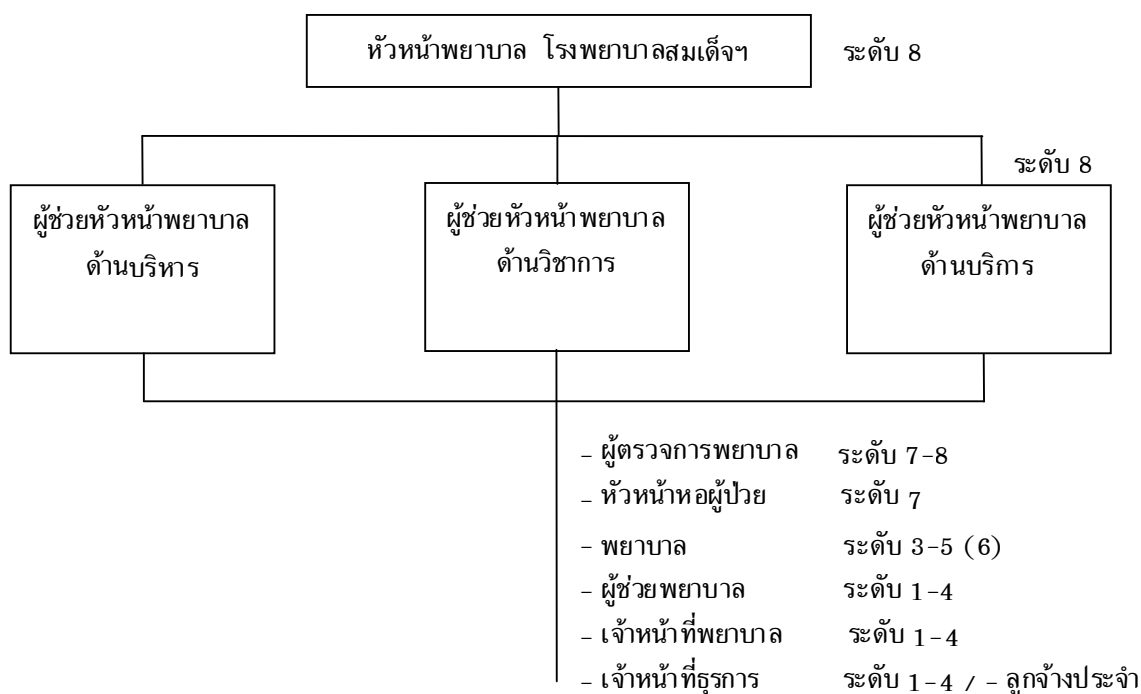 หัวหน้าพยาบาล โรงพยาบาลสมเด็จฯ ระดับ 8
ระดับ 8
ผู้ช่วยหัวหน้าพยาบาล
ด้านบริหาร
ผู้ช่วยหัวหน้าพยาบาล
ด้านวิชาการ
ผู้ช่วยหัวหน้าพยาบาล
ด้านบริการ
- ผู้ตรวจการพยาบาล ระดับ 7-8
- หัวหน้าหอผู้ป่วย ระดับ 7
- พยาบาล ระดับ 3-5 (6)
- ผู้ช่วยพยาบาล ระดับ 1-4
- เจ้าหน้าที่พยาบาล ระดับ 1-4
- เจ้าหน้าที่ธุรการ ระดับ 1-4 / - ลูกจ้างประจำ